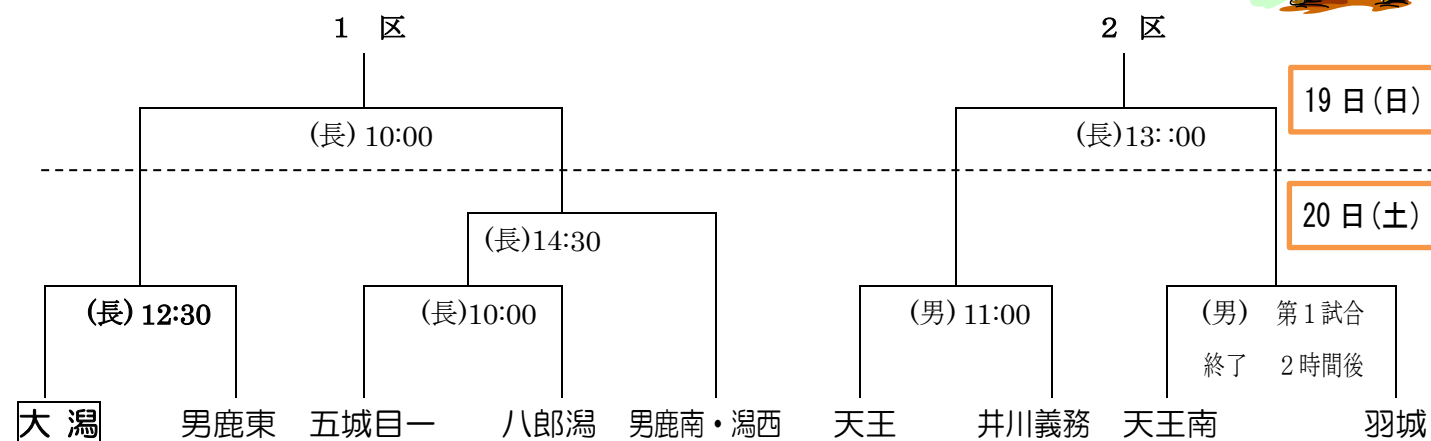 1 区
2 区
19 日(日)
(長) 10:00
(長)13::00
20 日(土)
(長)14:30
(長) 12:30
(長)10:00
(男) 11:00
(男) 第1試合
終了 2時間後
大 潟
男鹿東
五城目一
八郎潟
男鹿南・潟西
天王
井川義務
天王南
羽城